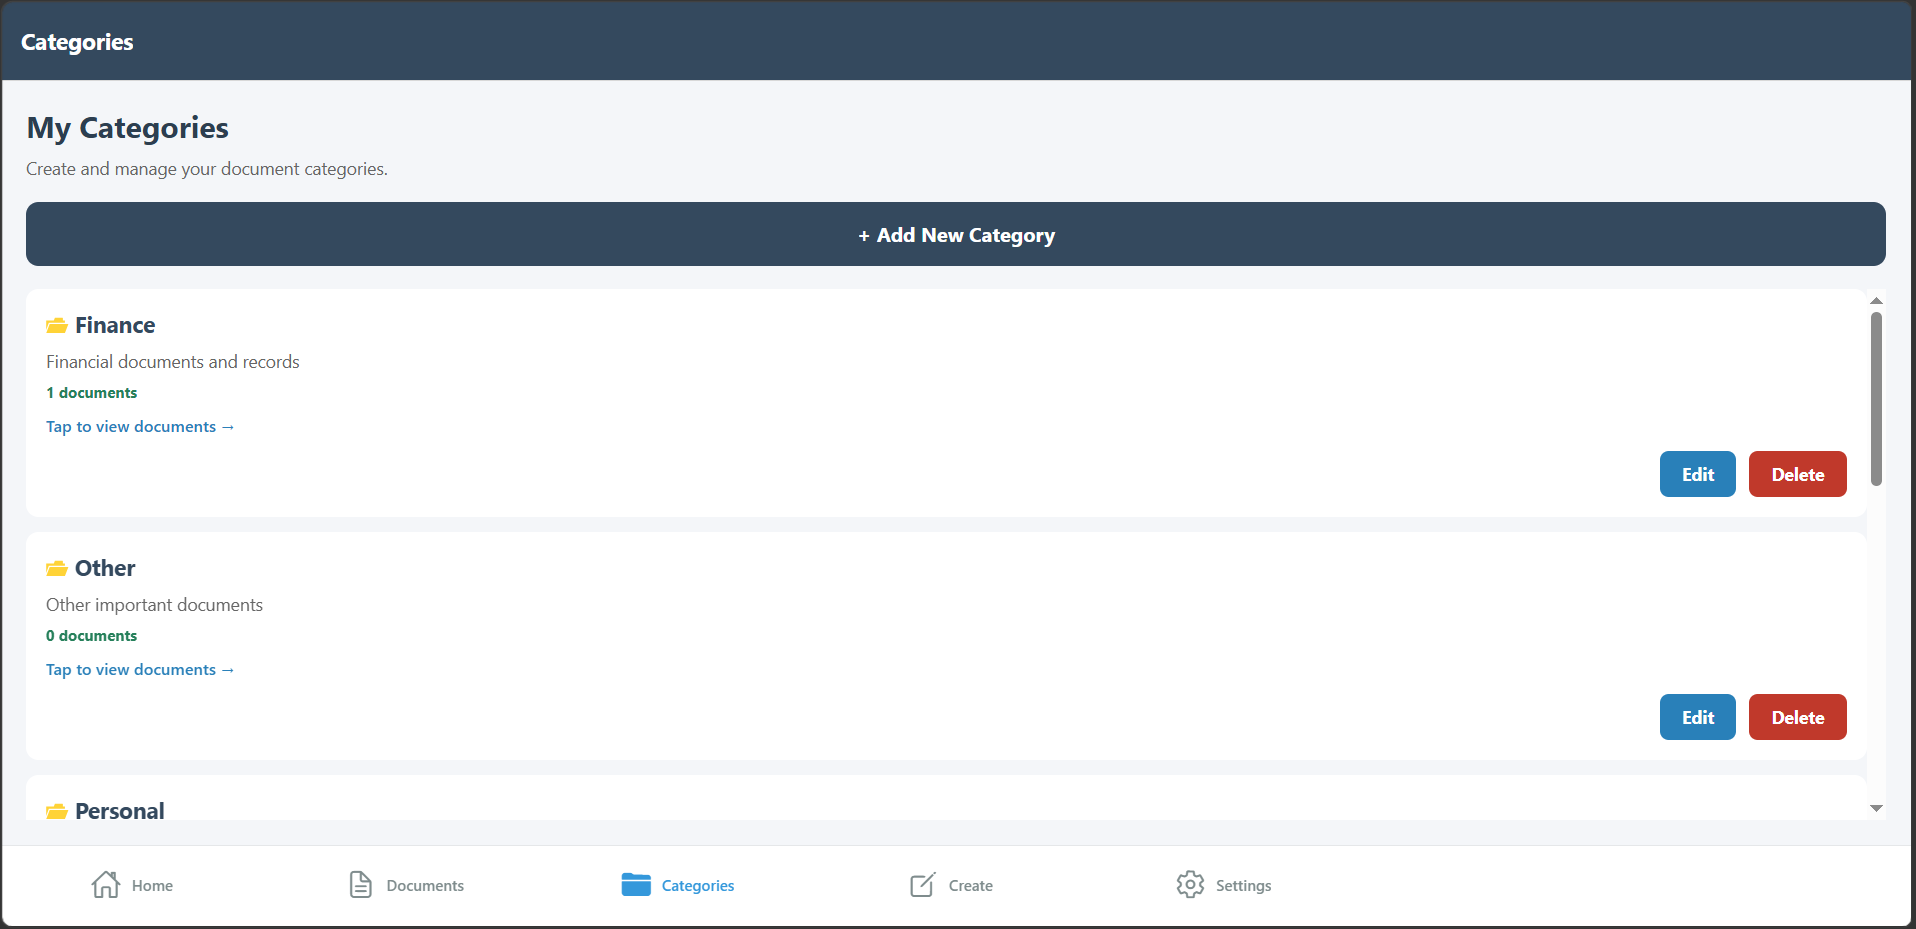 Categories
My Categories
Create and manage your document categories.
+ Add New Category
Finance
Financial documents and records
1 documents
Tap to view documents →
Edit Delete
Other
Other important documents
0 documents
Tap to view documents →
Edit Delete
Personal
Home Documents Categories Create Settings